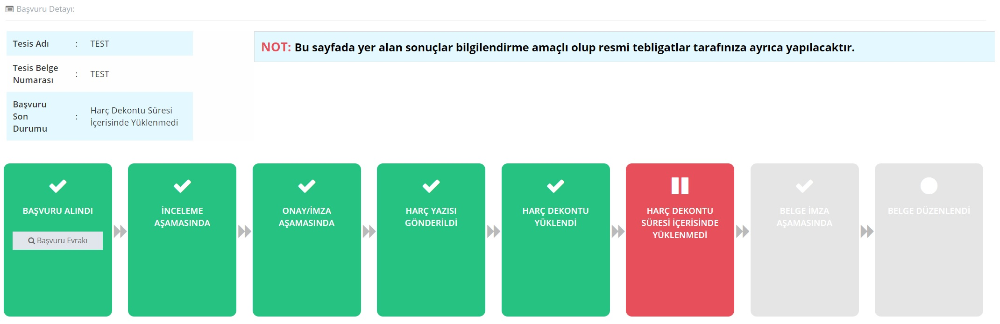 Başvuru Detayı:
Tesis Adı : TEST
NOT: Bu sayfada yer alan sonuçlar bilgilendirme amaçlı olup resmi tebligatlar tarafınıza ayrıca yapılacaktır.
Tesis Belge
Numarası : TEST
Başvuru
Son
Durumu : Harç Dekontu Süresi
İçerisinde Yüklenmedi
BAŞVURU ALINDI
Başvuru Evrakı
İNCELEME
AŞAMASINDA
ONAY/İMZA
AŞAMASINDA
HARÇ YAZISI
GÖNDERİLDİ
HARÇ DEKONTU
YÜKLENDİ
HARÇ DEKONTU
SÜRESİ İÇERİSİNDE
YÜKLENMEDİ
BELGE İMZA
AŞAMASINDA
BELGE DÜZENLENDİ